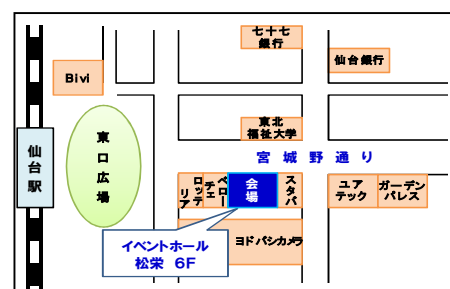 七十七
銀行
仙台銀行
Bivi
東北
福祉大学
仙台駅
東口広場
宮城野通り
リア
ロッテ
チェ
ベロー
会場
スタバ
ユア
テック
ガーデン
パレス
イベントホール
松栄 6F
ヨドバシカメラ